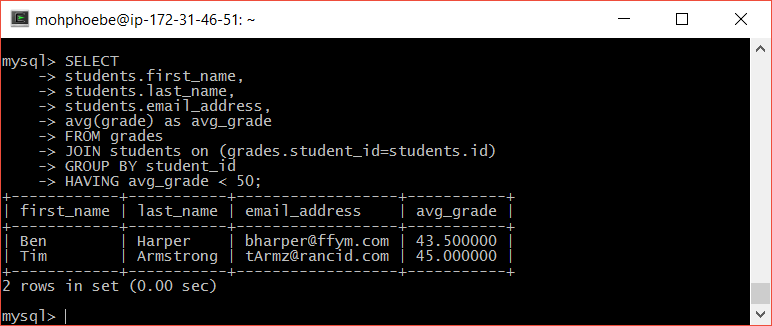 mohphoebe@ip-172-31-46-51: ~
mysql> SELECT
    -> students.first_name,
    -> students.last_name,
    -> students.email_address,
    -> avg(grade) as avg_grade
    -> FROM grades
    -> JOIN students on (grades.student_id=students.id)
    -> GROUP BY student_id
    -> HAVING avg_grade < 50;
+------------+-----------+------------------+-----------+
| first_name | last_name | email_address    | avg_grade |
+------------+-----------+------------------+-----------+
| Ben        | Harper    | bharper@ffym.com | 43.500000 |
| Tim        | Armstrong | tArmz@rancid.com | 45.000000 |
+------------+-----------+------------------+-----------+
2 rows in set (0.00 sec)
mysql>